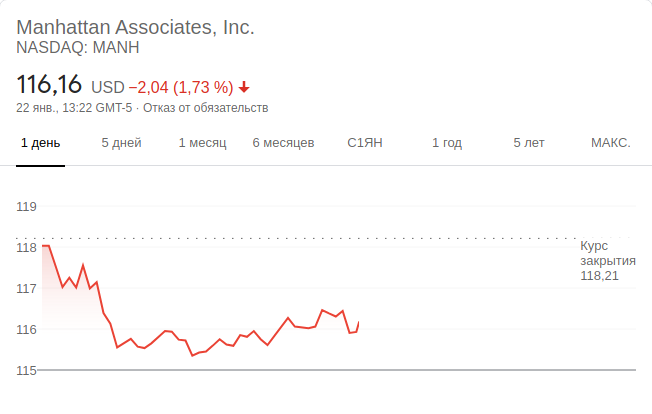 Manhattan Associates, Inc.
NASDAQ: MANH
116,16 USD −2,04 (1,73 %)
22 янв., 13:22 GMT-5 · Отказ от обязательств
1 день 5 дней 1 месяц 6 месяцев С1ЯН 1 год 5 лет МАКС.
119
118
117
116
115
Курс
закрытия
118,21